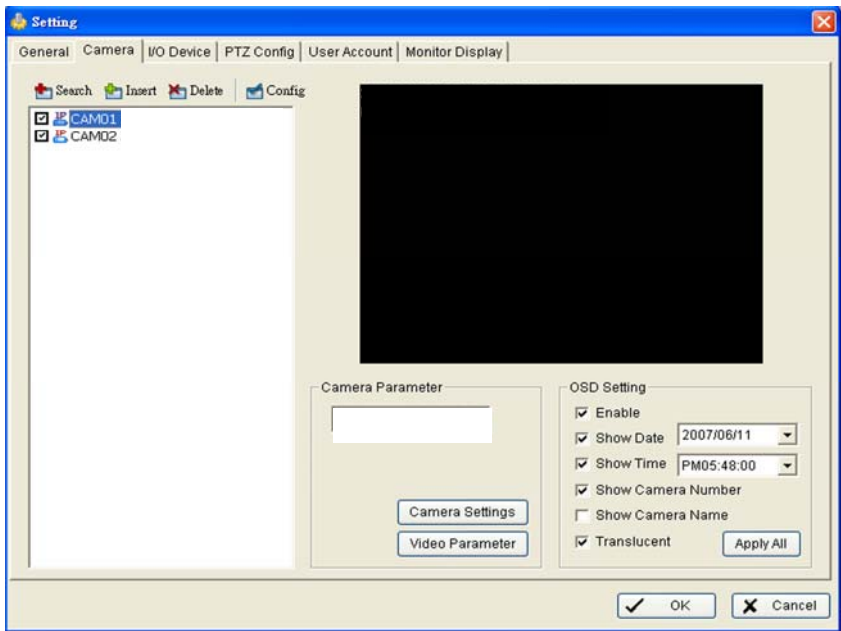 Setting
General Camera I/O Device PTZ Config User Account Monitor Display
Search Insert Delete Config
IP CAM01
IP CAM02
Camera Parameter
Camera Settings
Video Parameter
OSD Setting
Enable
Show Date 2007/06/11
Show Time PM05:48:00
Show Camera Number
Show Camera Name
Translucent Apply All
OK Cancel